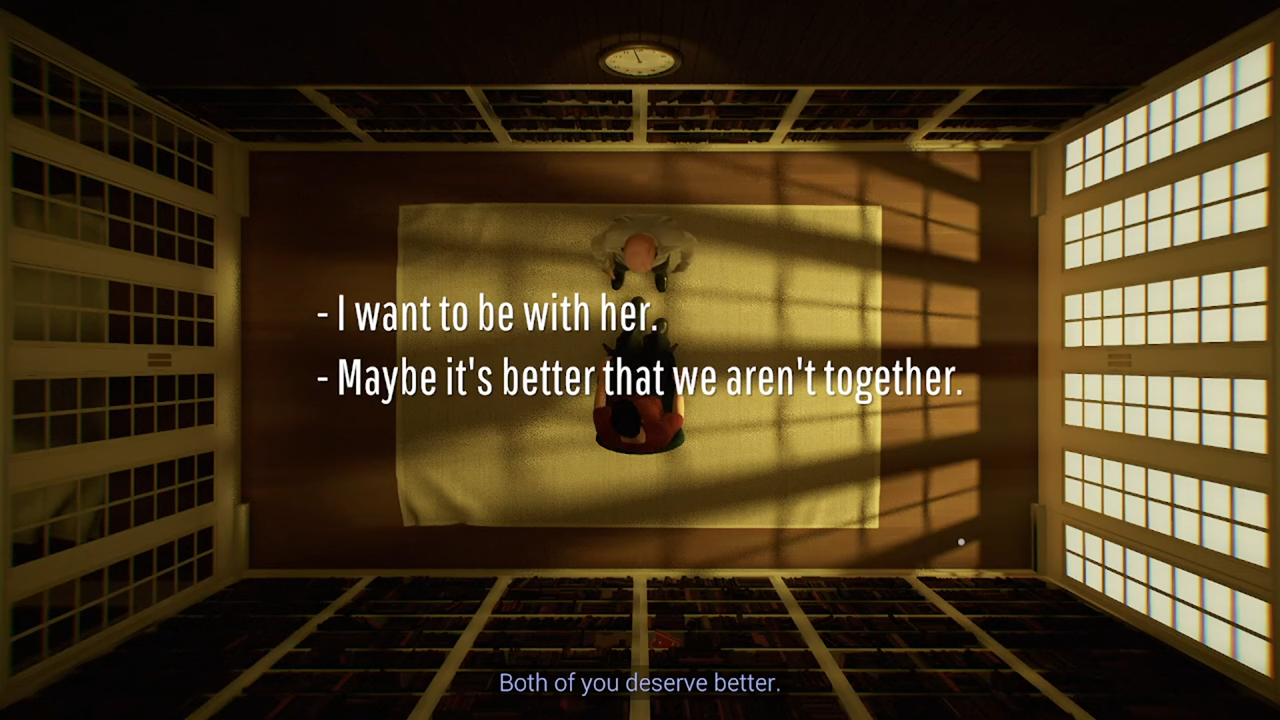 - I want to be with her.
- Maybe it's better that we aren't together.
Both of you deserve better.